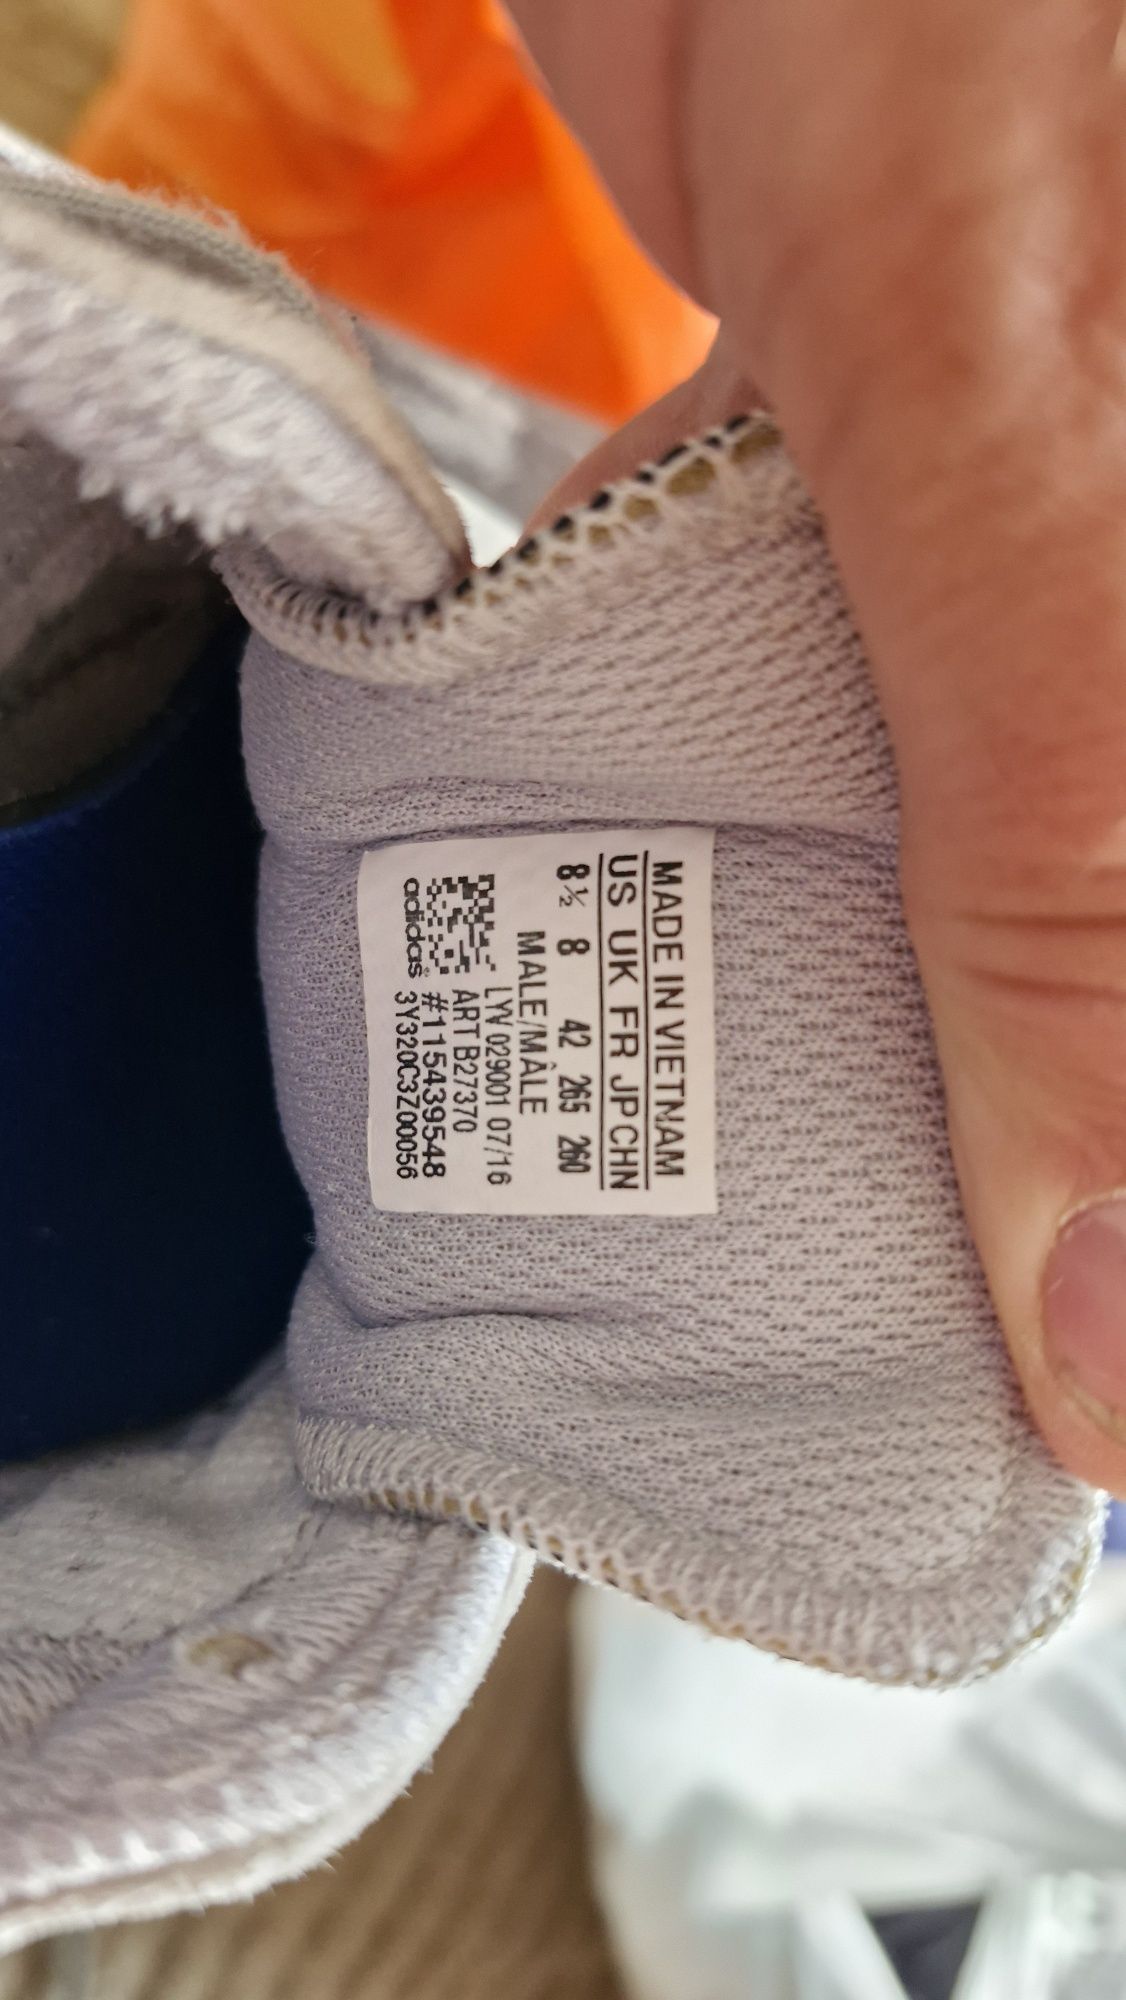 MADE IN VIETNAM
US UK FR JP CHN
8½ 8 42 265 260
MALE/MÂLE
LYV 029001 07/16
ART B27370
#115439548
adidas® 3Y320C3Z00056